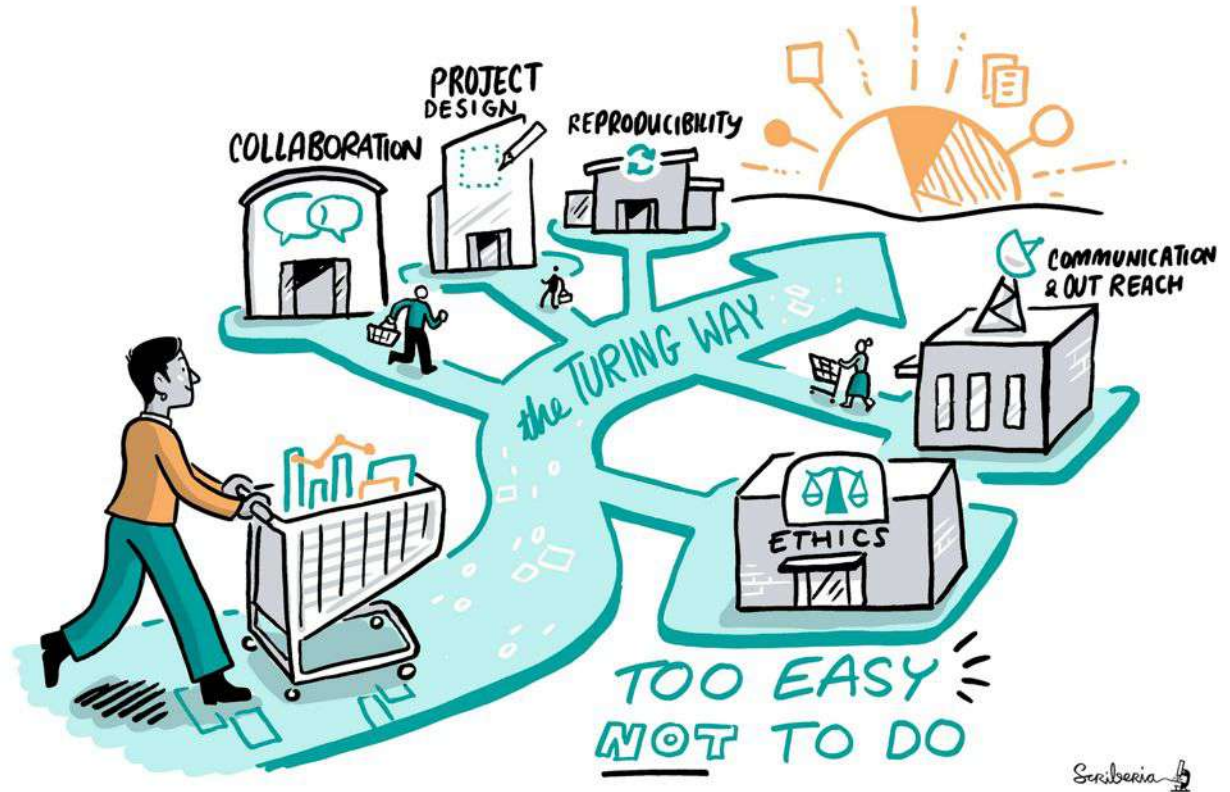 PROJECT
DESIGN
REPRODUCIBILITY
COLLABORATION
COMMUNICATION
& OUT REACH
the TURING WAY
ETHICS
TOO EASY
NOT TO DO
Scriberia